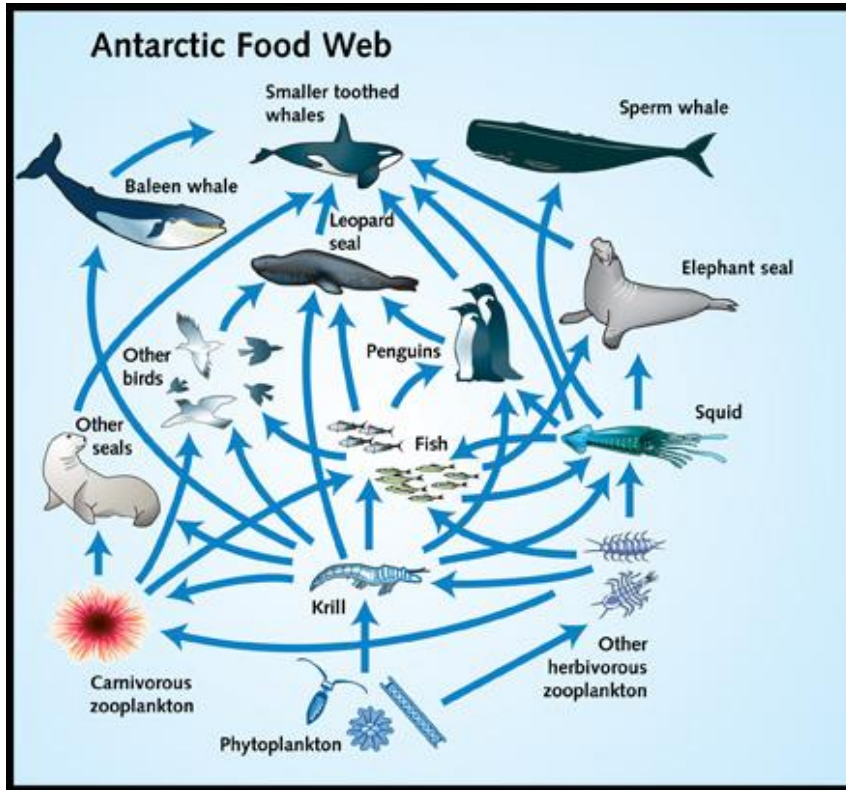 Antarctic Food Web
Smaller toothed
whales
Sperm whale
Baleen whale
Leopard
seal
Elephant seal
Other
birds
Penguins
Other
seals
Fish
Squid
Krill
Carnivorous
zooplankton
Other
herbivorous
zooplankton
Phytoplankton